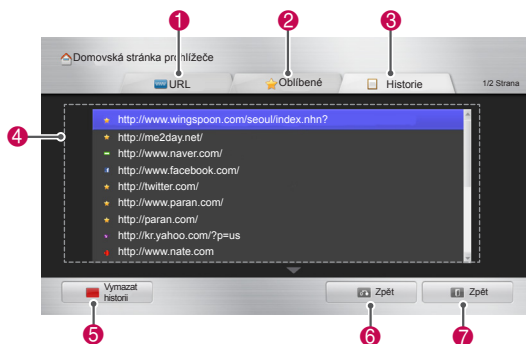 1 2 3
Domovská stránka prohlížeče
URL Oblíbené Historie 1/2 Strana
4
http://www.wingspoon.com/seoul/index.nhn?
http://me2day.net/
http://www.naver.com/
http://www.facebook.com/
http://twitter.com/
http://www.paran.com/
http://paran.com/
http://kr.yahoo.com/?p=us
http://www.nate.com
Vymazat
historii
Zpět Zpět
5 6 7